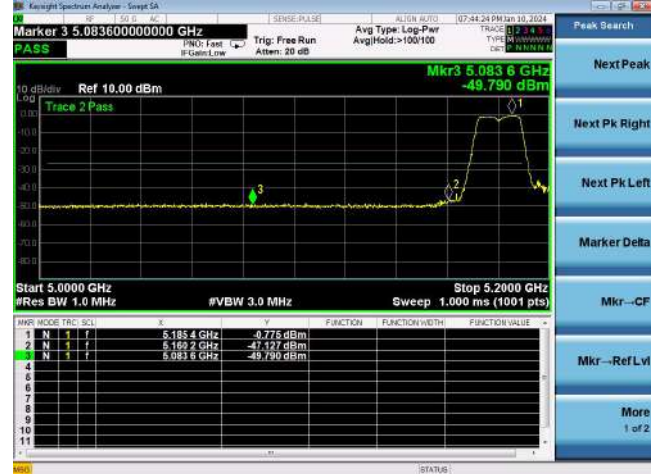 Keysight Spectrum Analyzer - Swept SA
RF 50 Ω AC SENSE:PULSE ALIGN AUTO 07:44:24 PM Jan 10, 2024
Marker 3 5.083600000000 GHz
PASS
PNO: Fast
IFGain:Low
Trig: Free Run
Atten: 20 dB
Avg Type: Log-Pwr
Avg|Hold:>100/100
TRACE 1 2 3 4 5 6
TYPE M WWWWW
DET P N N N N N
Peak Search
Mkr3 5.083 6 GHz
-49.790 dBm
10 dB/div Ref 10.00 dBm
Log
Trace 2 Pass
0.00
-10.0
-20.0
-30.0
-40.0
-50.0
-60.0
-70.0
-80.0
1
2
3
Start 5.0000 GHz
Stop 5.2000 GHz
#Res BW 1.0 MHz
#VBW 3.0 MHz
Sweep 1.000 ms (1001 pts)
MKR MODE TRC SCL X Y FUNCTION FUNCTION WIDTH FUNCTION VALUE
1 N 1 f 5.185 4 GHz -0.775 dBm
2 N 1 f 5.160 2 GHz -47.127 dBm
3 N 1 f 5.083 6 GHz -49.790 dBm
4
5
6
7
8
9
10
11
MSG
STATUS
Next Peak
Next Pk Right
Next Pk Left
Marker Delta
Mkr→CF
Mkr→Ref Lvl
More
1 of 2